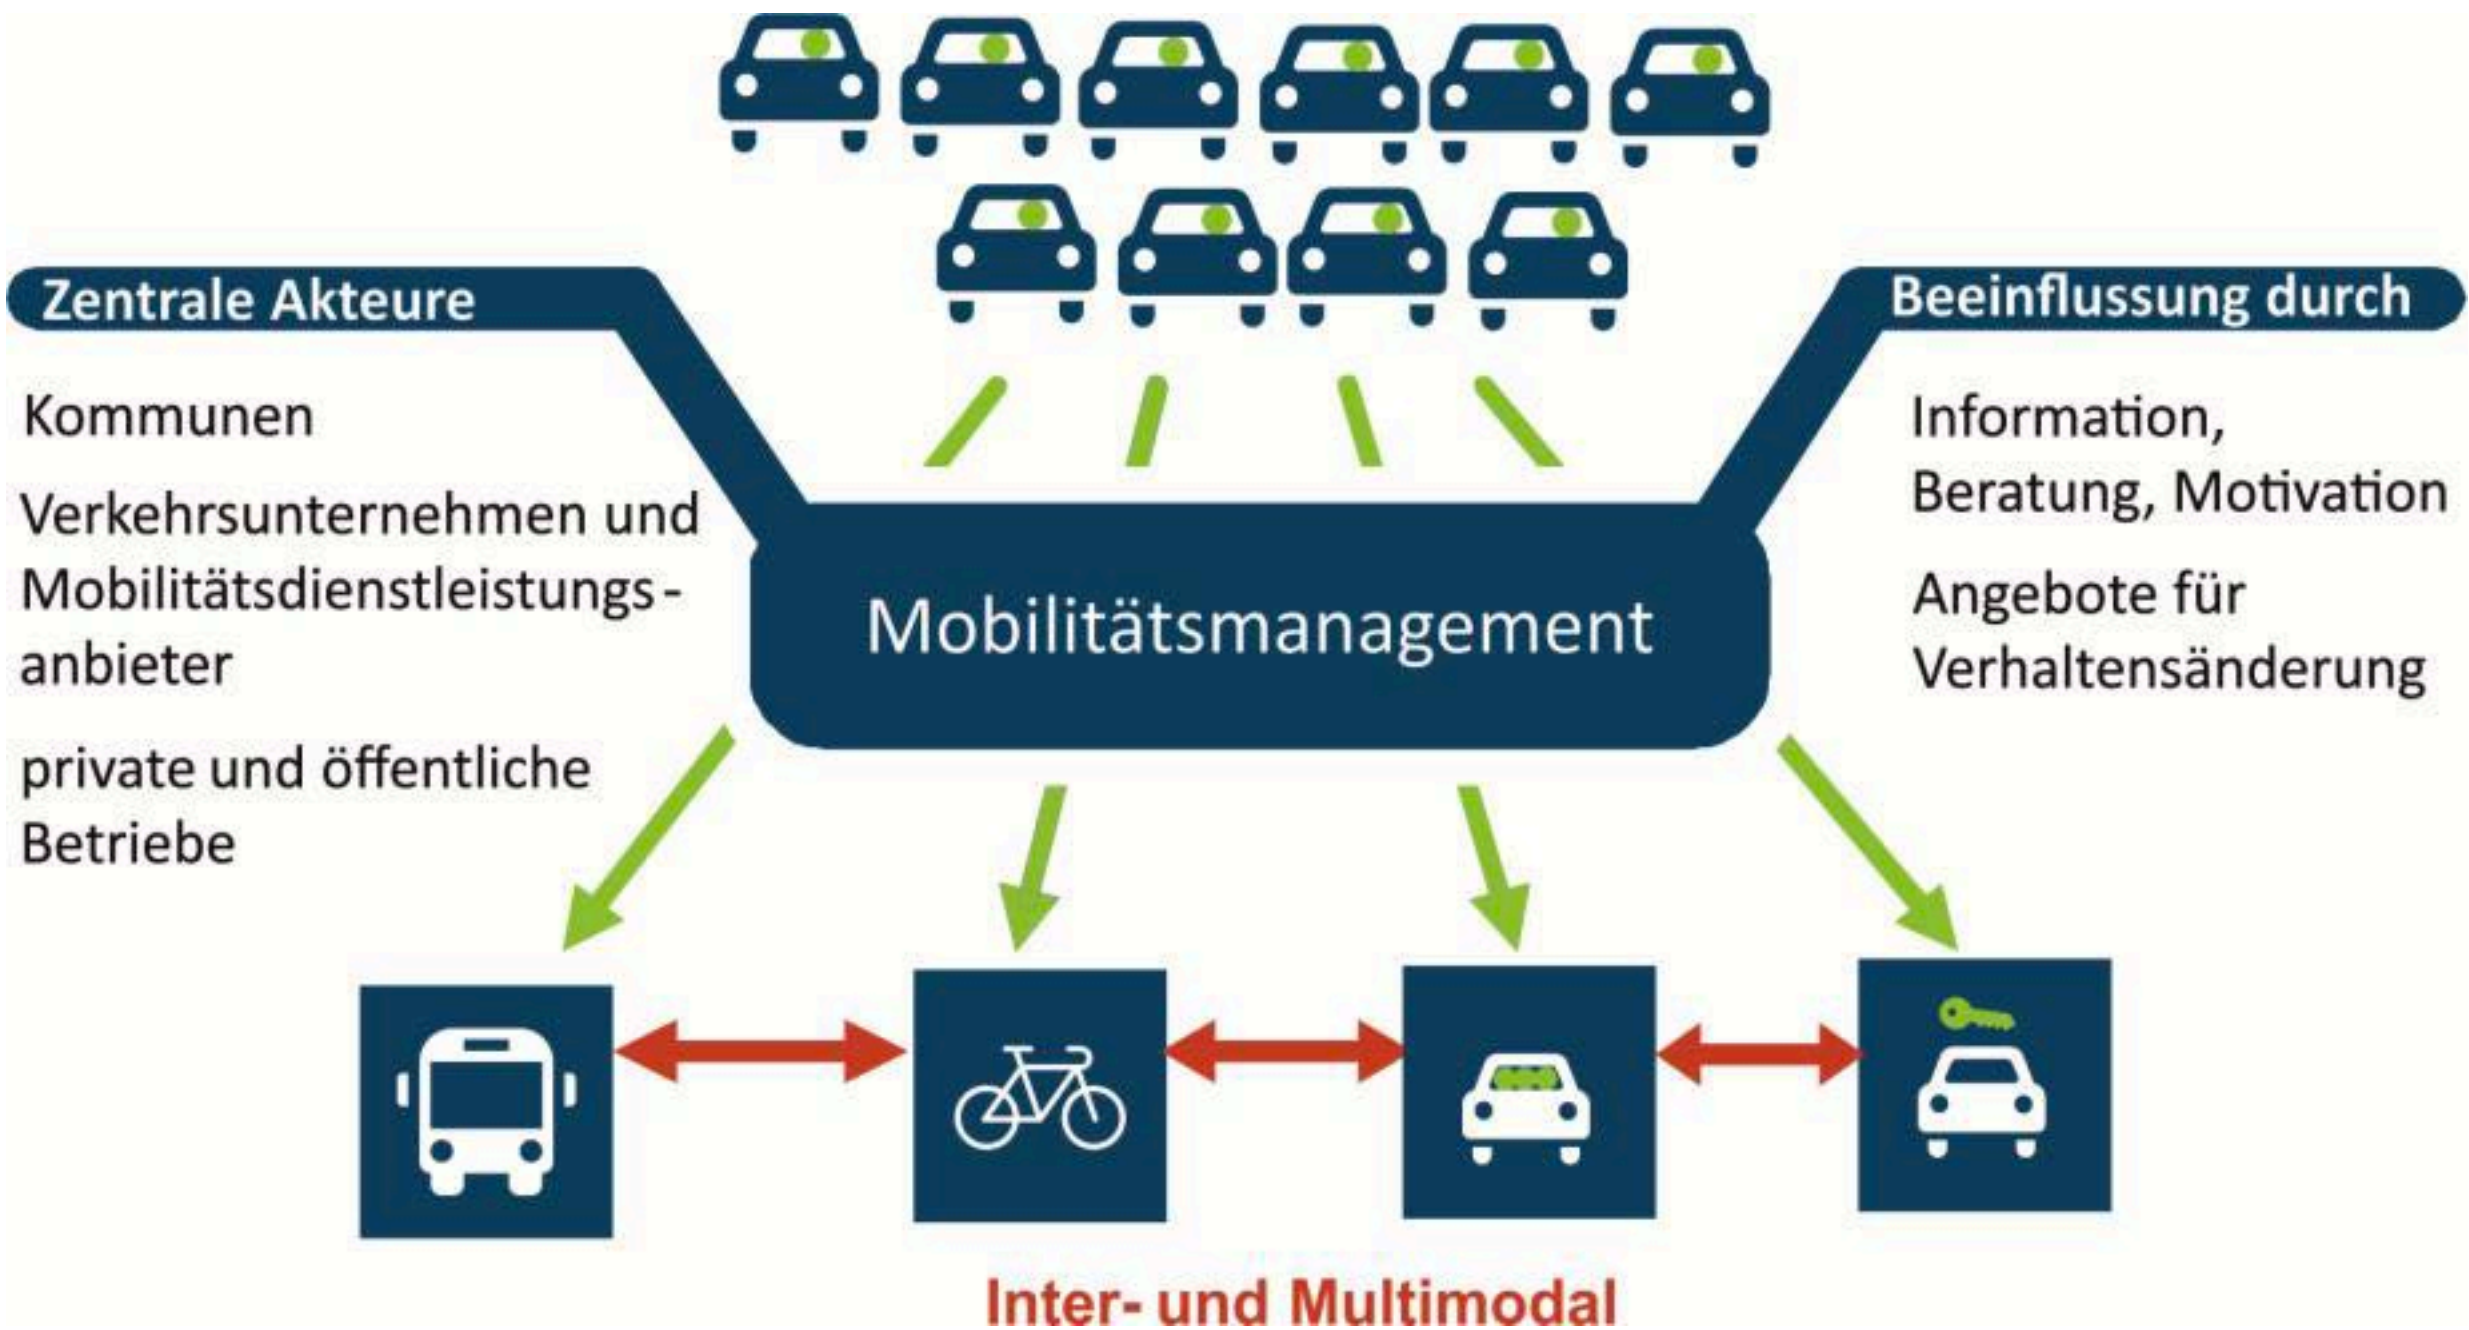 Zentrale Akteure
Kommunen
Verkehrsunternehmen und
Mobilitätsdienstleistungs-
anbieter
private und öffentliche
Betriebe
Mobilitätsmanagement
Beeinflussung durch
Information,
Beratung, Motivation
Angebote für
Verhaltensänderung
Inter- und Multimodal